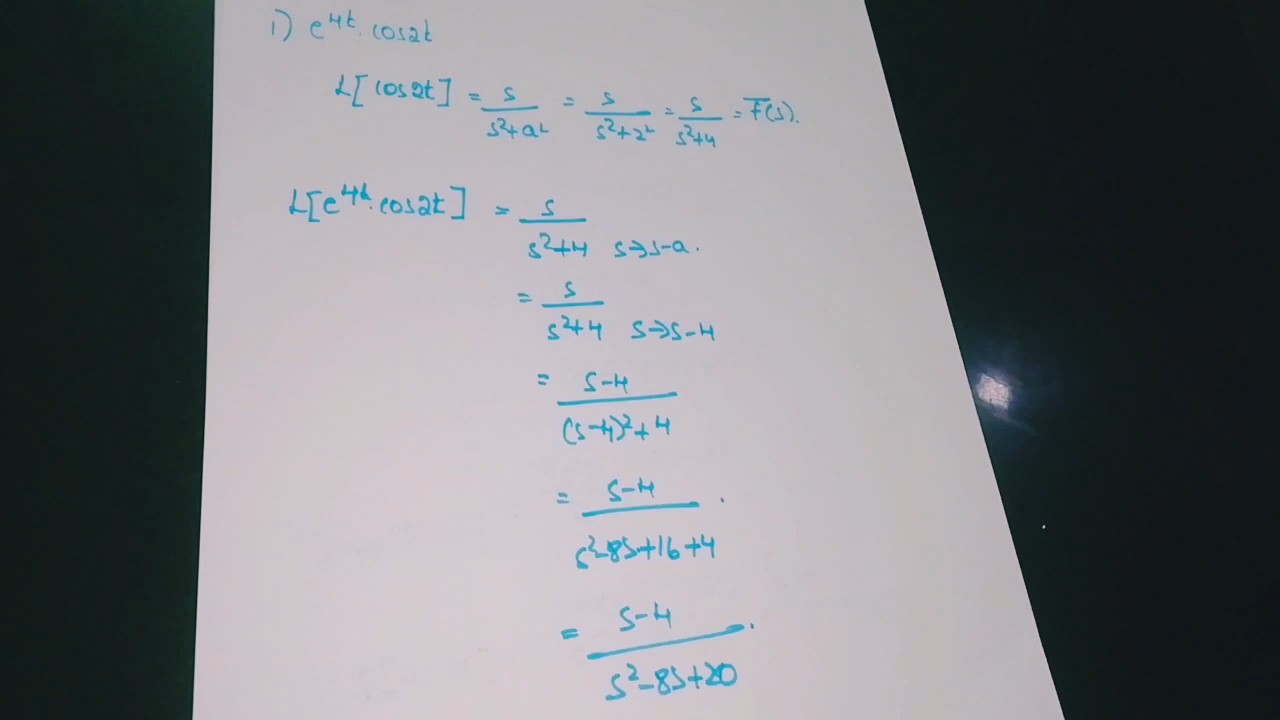 1) e^{4t}. cos2t
L[cos2t] = s/(s²+a²) = s/(s²+2²) = s/(s²+4) = F̅(s).
L[e^{4t}.cos2t] = s/(s²+4) s→s-a.
= s/(s²+4) s→s-4
= (s-4)/((s-4)²+4)
= (s-4)/(s²-8s+16+4) .
= (s-4)/(s²-8s+20) .